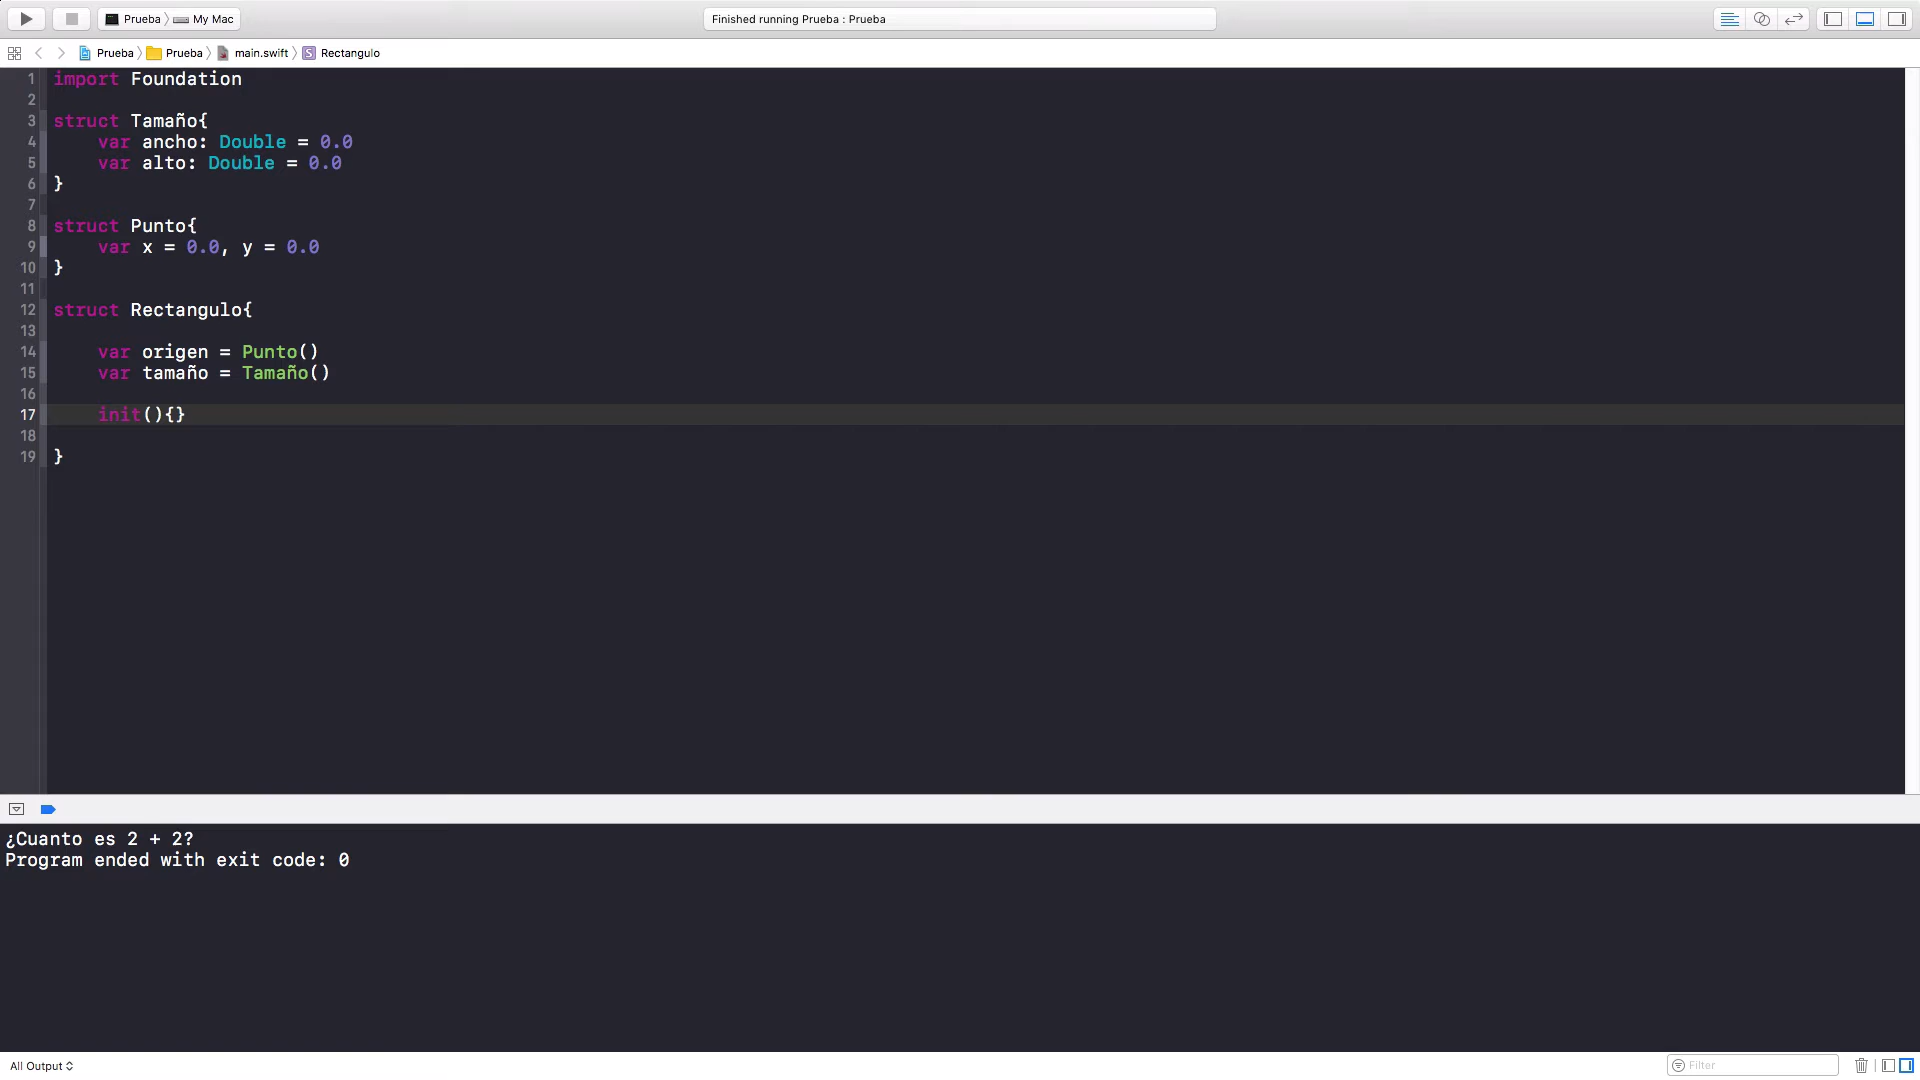 Prueba My Mac
Finished running Prueba : Prueba
Prueba Prueba main.swift S Rectangulo
1 import Foundation
2
3 struct Tamaño{
4     var ancho: Double = 0.0
5     var alto: Double = 0.0
6 }
7
8 struct Punto{
9     var x = 0.0, y = 0.0
10 }
11
12 struct Rectangulo{
13
14     var origen = Punto()
15     var tamaño = Tamaño()
16
17     init(){}
18
19 }
¿Cuanto es 2 + 2?
Program ended with exit code: 0
All Output
Filter